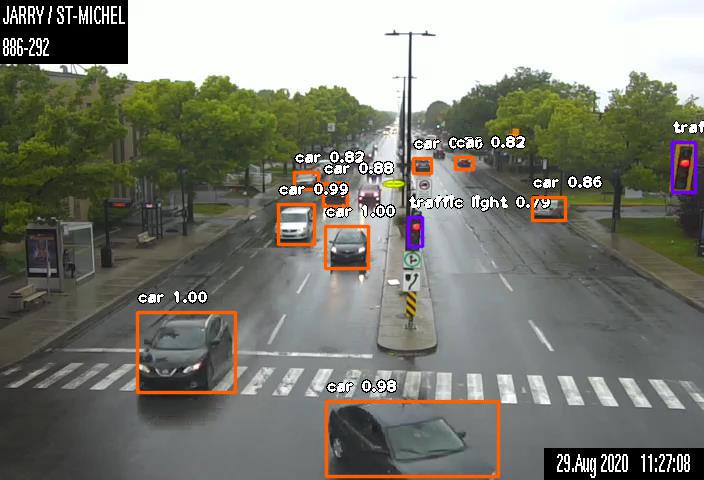 JARRY / ST-MICHEL
886-292
car 0.82
car 0.82
car 0.88
car 0.86
car 0.99
car 1.00
traffic light 0.79
car 1.00
car 0.98
29.Aug 2020 11:27:08